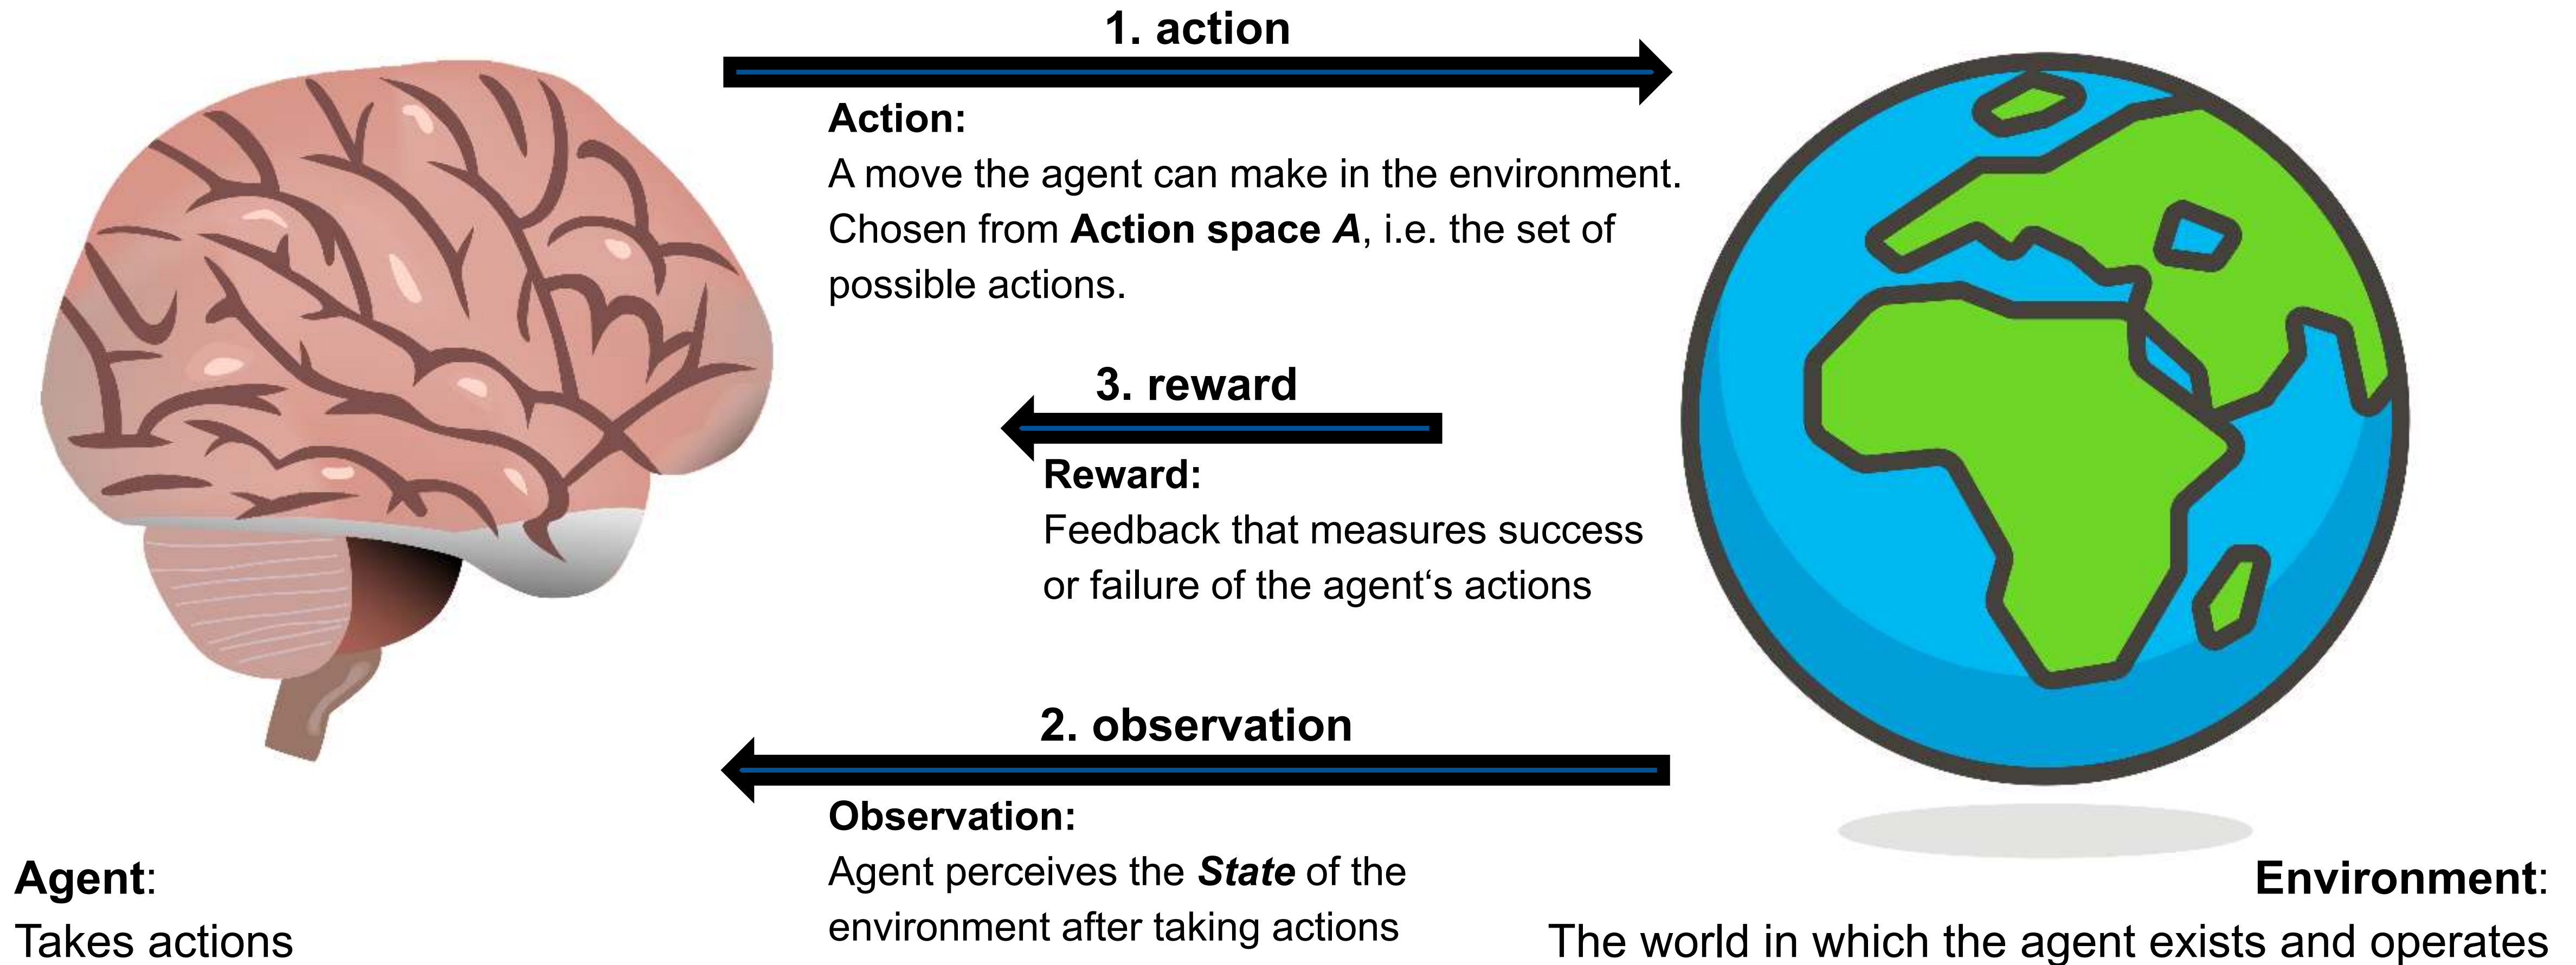 1. action
Action:
A move the agent can make in the environment.
Chosen from Action space A, i.e. the set of
possible actions.
3. reward
Reward:
Feedback that measures success
or failure of the agent‘s actions
2. observation
Observation:
Agent perceives the State of the
environment after taking actions
Agent:
Takes actions
Environment:
The world in which the agent exists and operates